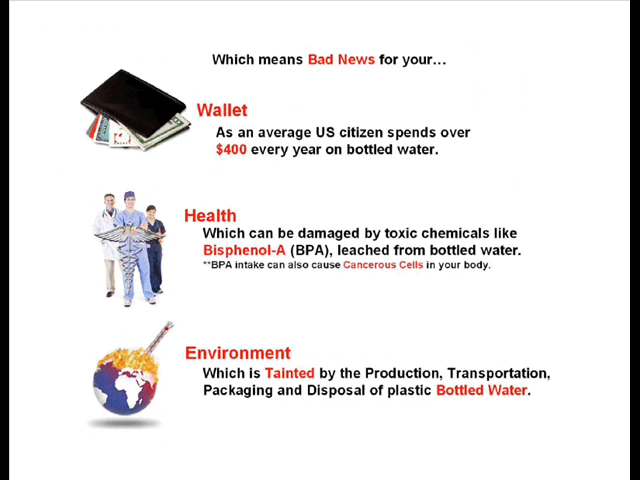 Which means Bad News for your…
Wallet
As an average US citizen spends over
$400 every year on bottled water.
Health
Which can be damaged by toxic chemicals like
Bisphenol-A (BPA), leached from bottled water.
**BPA intake can also cause Cancerous Cells in your body.
Environment
Which is Tainted by the Production, Transportation,
Packaging and Disposal of plastic Bottled Water.